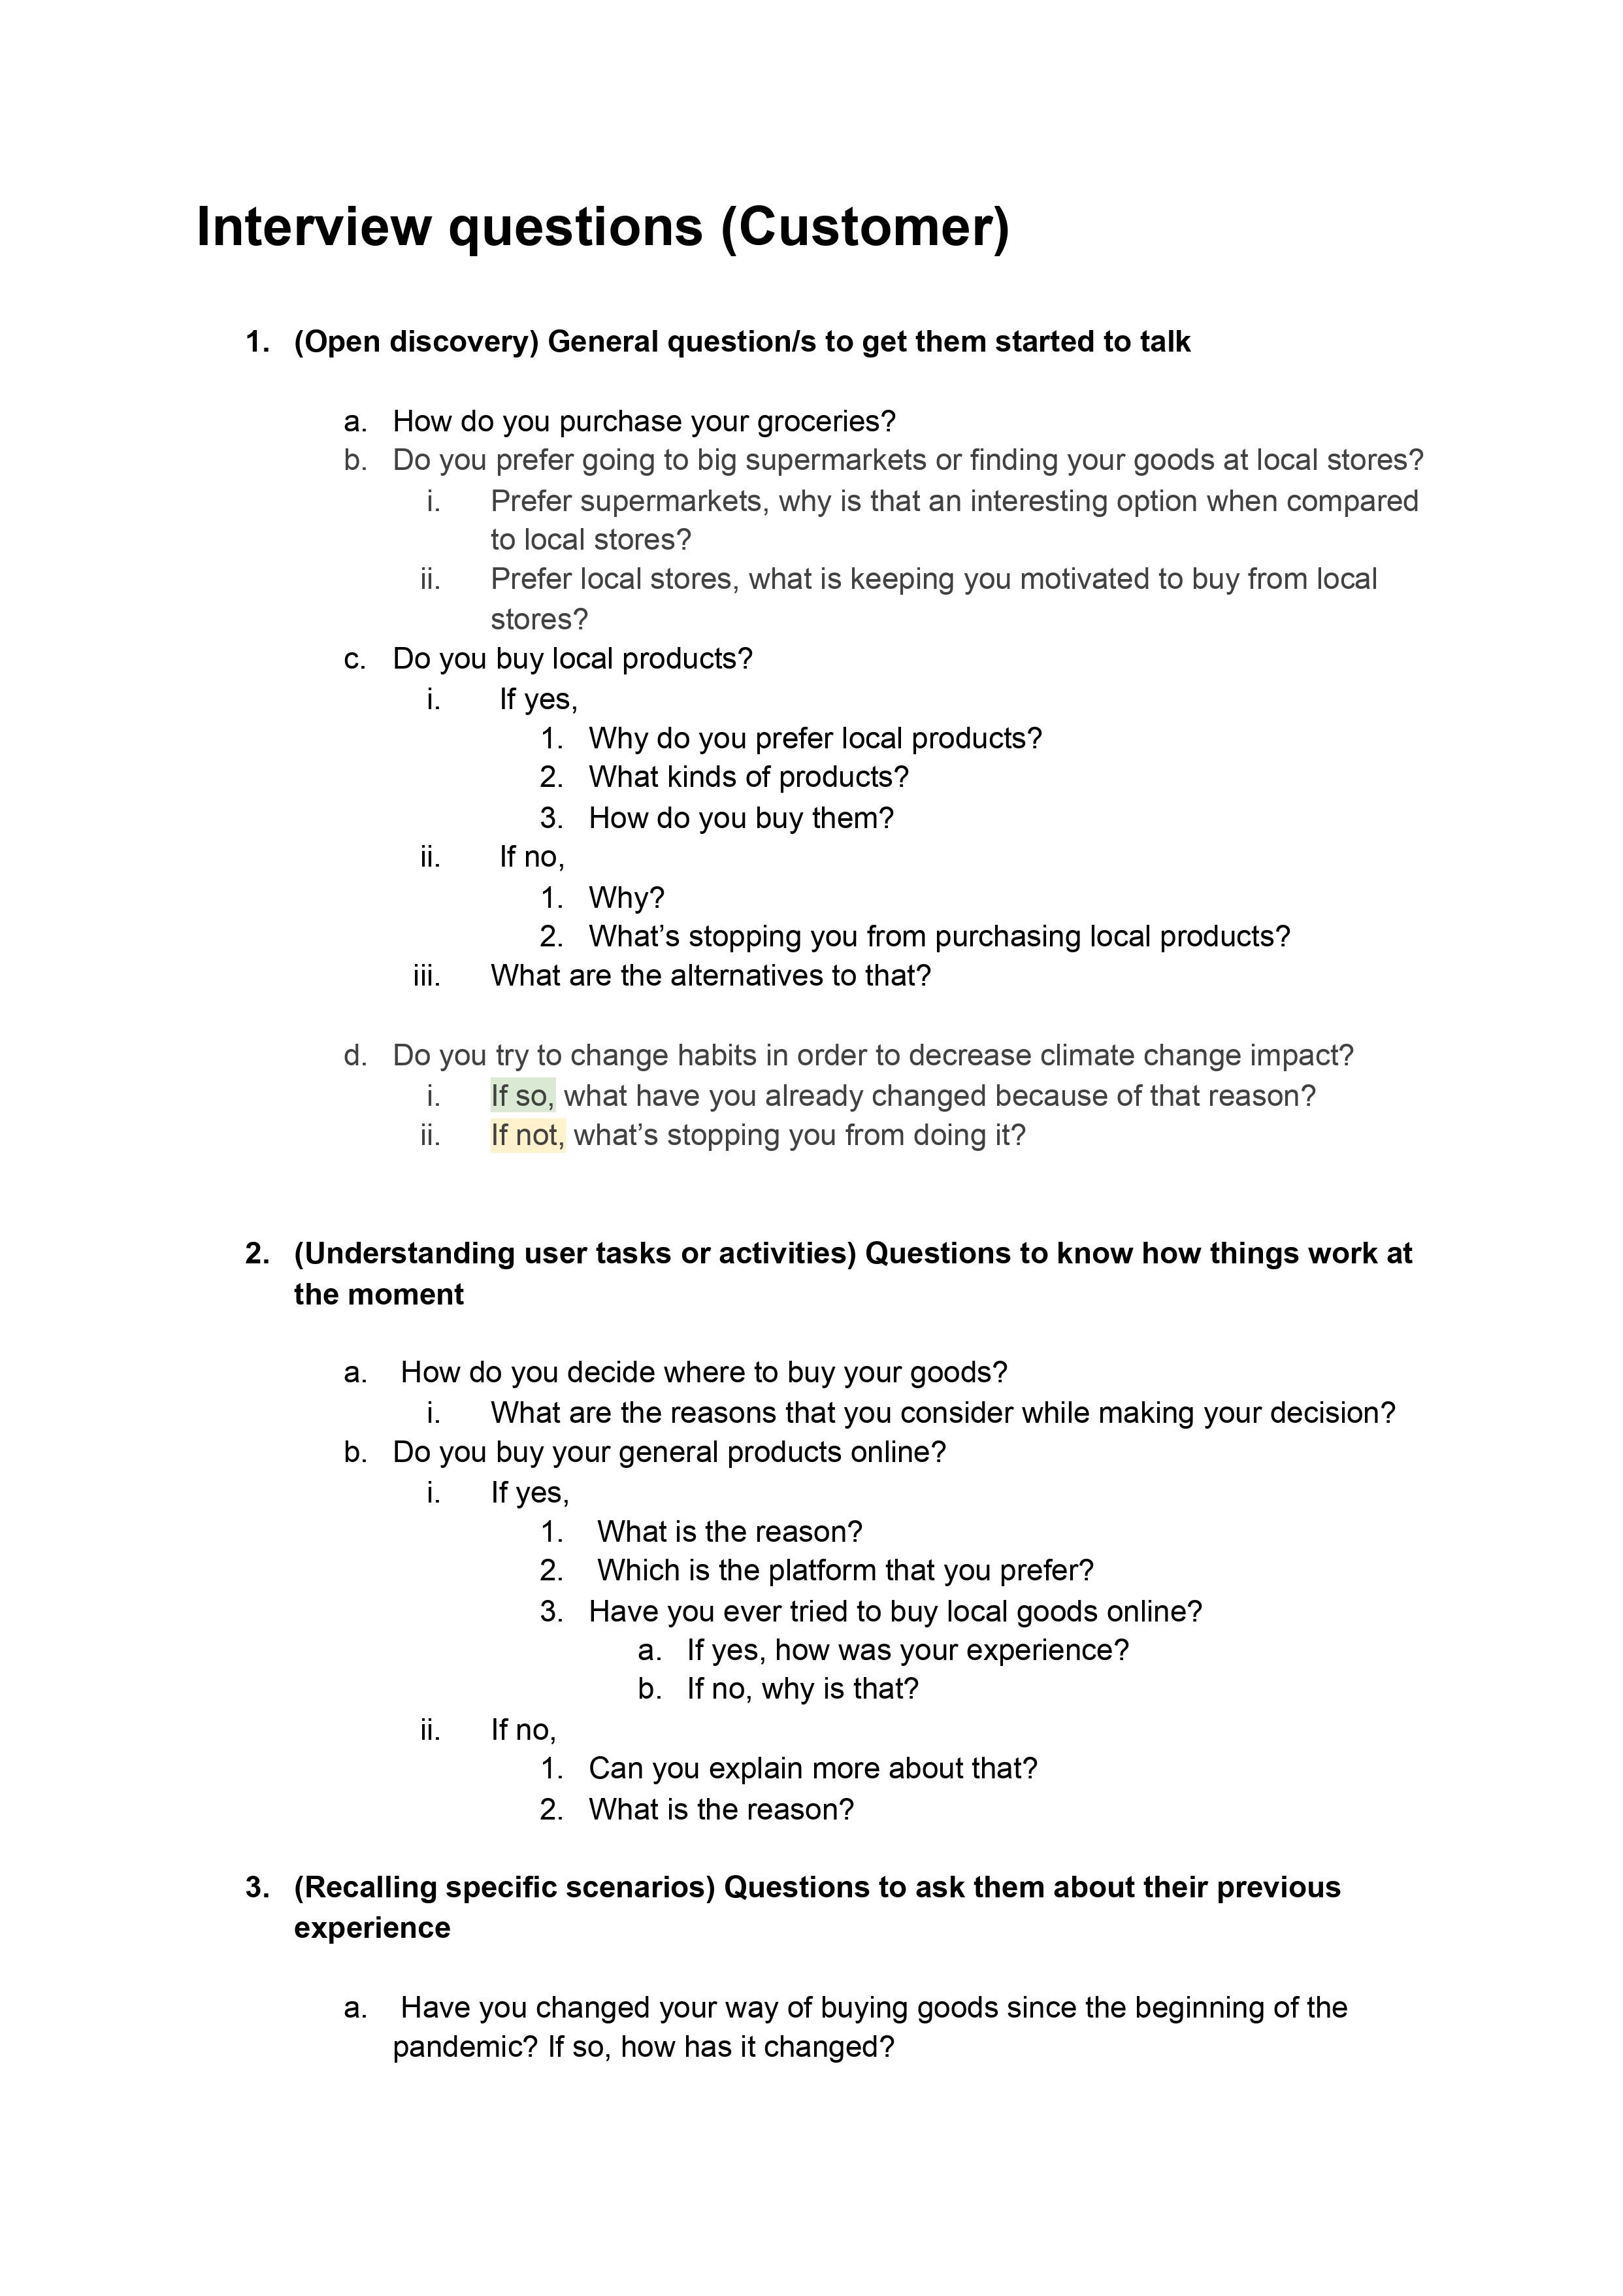 Interview questions (Customer)
1. (Open discovery) General question/s to get them started to talk
a. How do you purchase your groceries?
b. Do you prefer going to big supermarkets or finding your goods at local stores?
i. Prefer supermarkets, why is that an interesting option when compared
to local stores?
ii. Prefer local stores, what is keeping you motivated to buy from local
stores?
c. Do you buy local products?
i. If yes,
1. Why do you prefer local products?
2. What kinds of products?
3. How do you buy them?
ii. If no,
1. Why?
2. What’s stopping you from purchasing local products?
iii. What are the alternatives to that?
d. Do you try to change habits in order to decrease climate change impact?
i. If so, what have you already changed because of that reason?
ii. If not, what’s stopping you from doing it?
2. (Understanding user tasks or activities) Questions to know how things work at
the moment
a. How do you decide where to buy your goods?
i. What are the reasons that you consider while making your decision?
b. Do you buy your general products online?
i. If yes,
1. What is the reason?
2. Which is the platform that you prefer?
3. Have you ever tried to buy local goods online?
a. If yes, how was your experience?
b. If no, why is that?
ii. If no,
1. Can you explain more about that?
2. What is the reason?
3. (Recalling specific scenarios) Questions to ask them about their previous
experience
a. Have you changed your way of buying goods since the beginning of the
pandemic? If so, how has it changed?